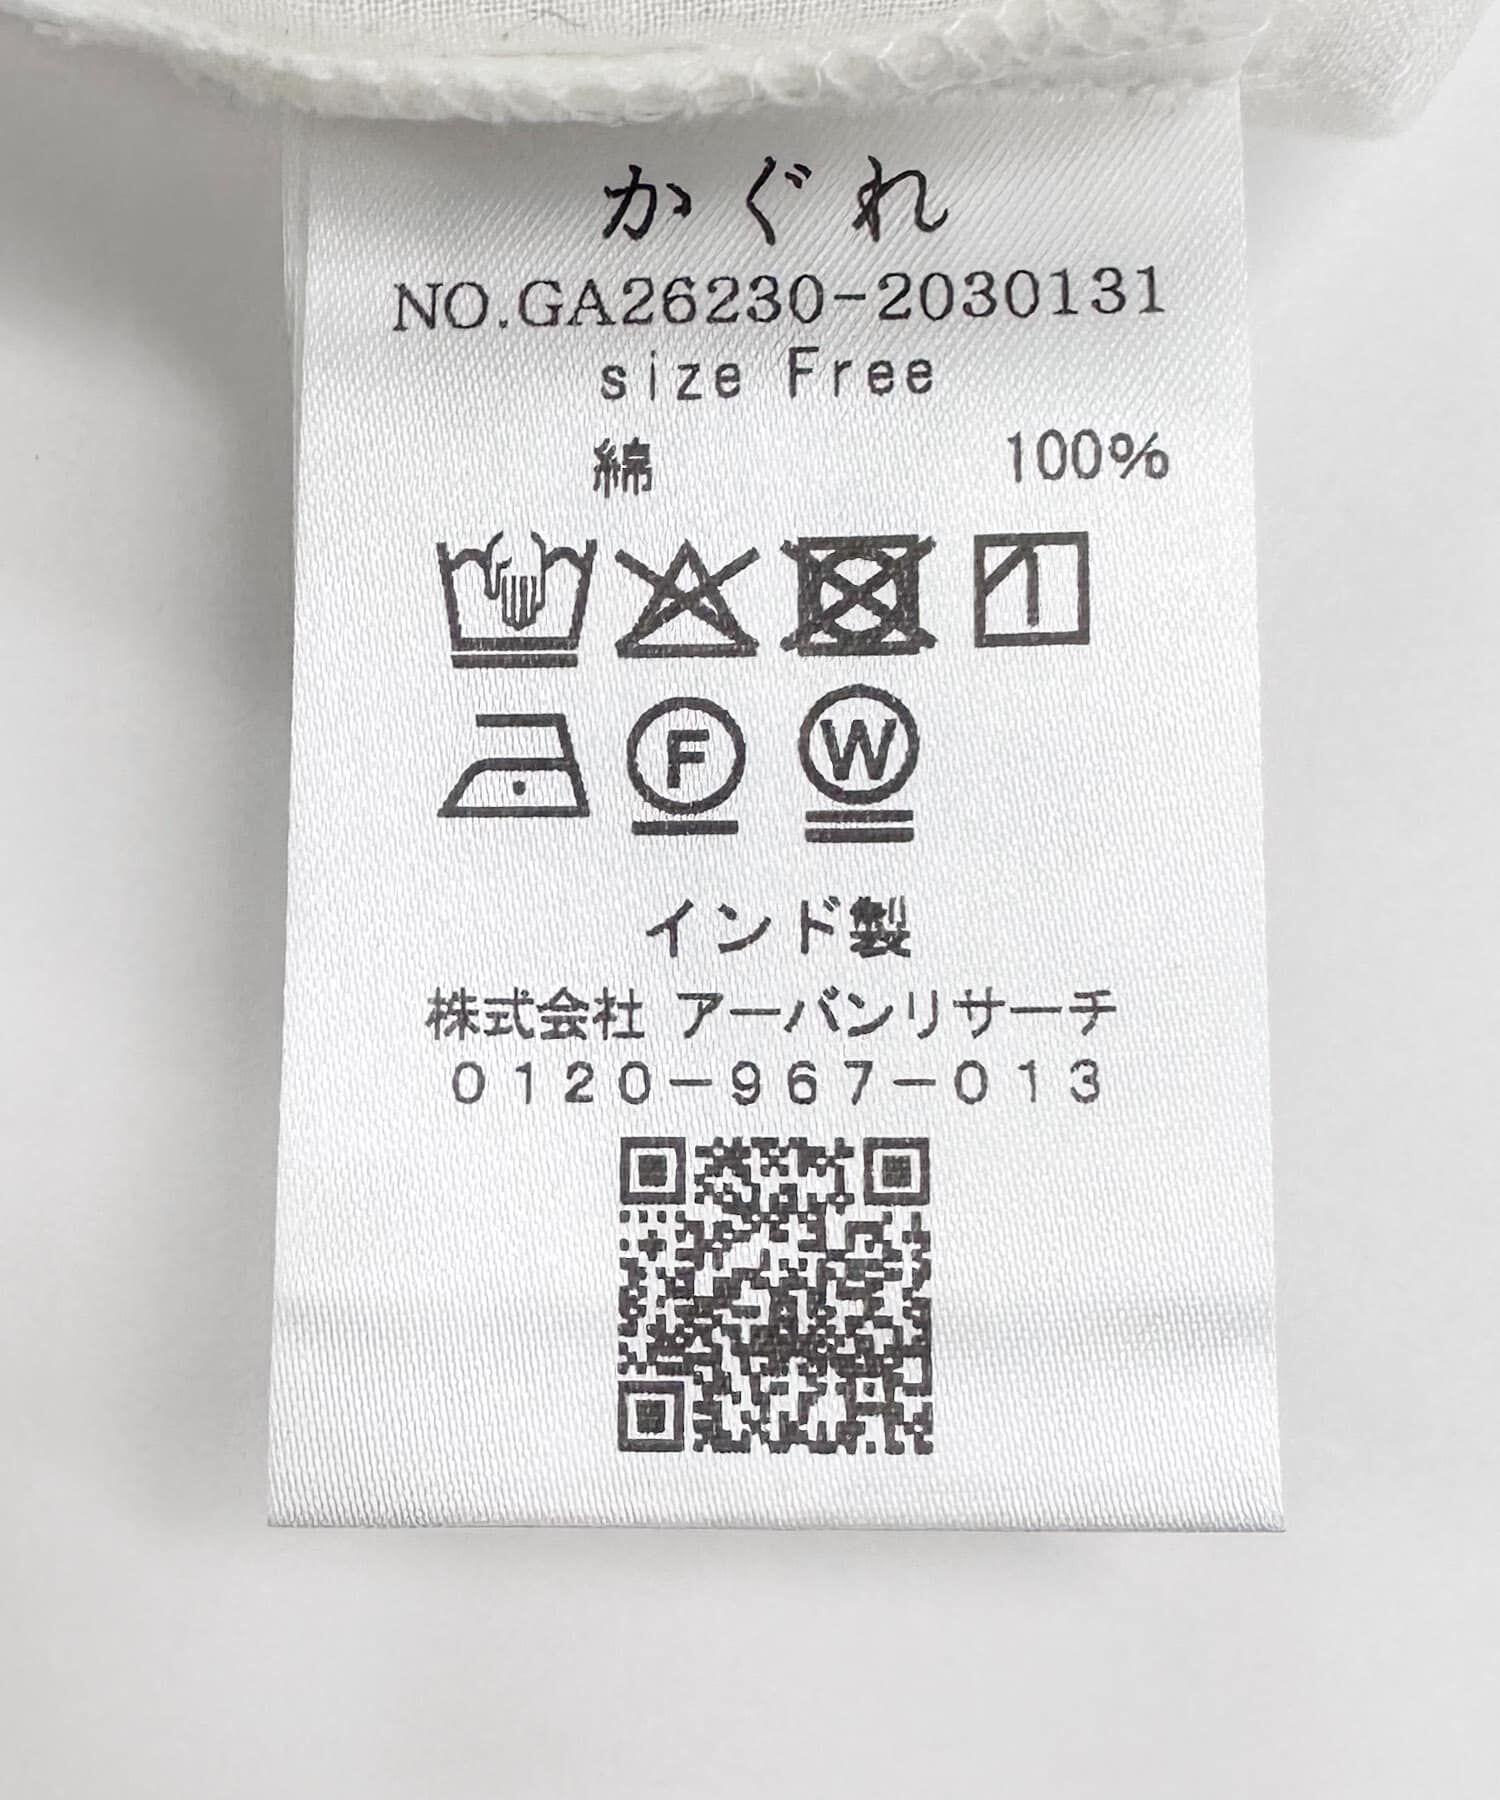 かぐれ
NO.GA26230-2030131
size Free
綿 100%
F W
インド製
株式会社 アーバンリサーチ
0120-967-013